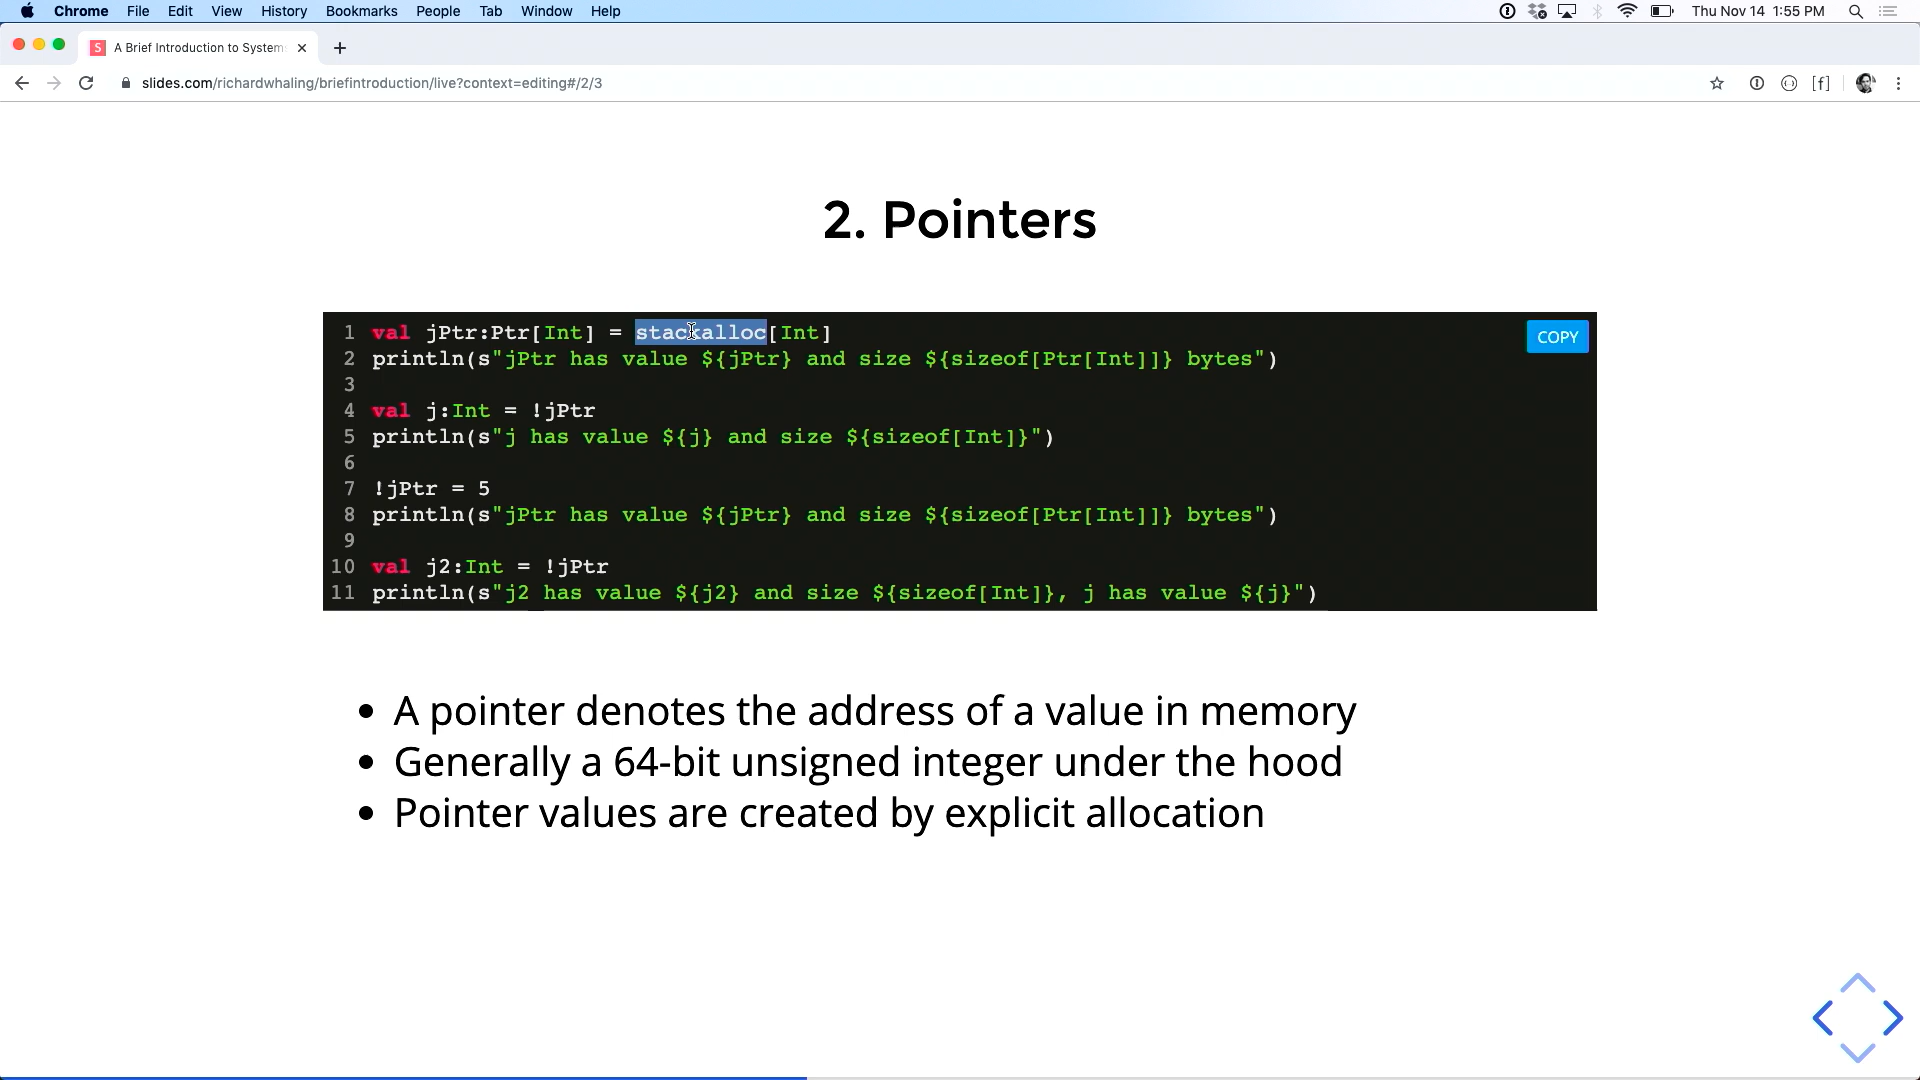 Chrome File Edit View History Bookmarks People Tab Window Help Thu Nov 14 1:55 PM
S A Brief Introduction to System
slides.com/richardwhaling/briefintroduction/live?context=editing#/2/3 [f]
2. Pointers
COPY
1 val jPtr:Ptr[Int] = stackalloc[Int]
2 println(s"jPtr has value ${jPtr} and size ${sizeof[Ptr[Int]]} bytes")
3
4 val j:Int = !jPtr
5 println(s"j has value ${j} and size ${sizeof[Int]}")
6
7 !jPtr = 5
8 println(s"jPtr has value ${jPtr} and size ${sizeof[Ptr[Int]]} bytes")
9
10 val j2:Int = !jPtr
11 println(s"j2 has value ${j2} and size ${sizeof[Int]}, j has value ${j}")
• A pointer denotes the address of a value in memory
• Generally a 64-bit unsigned integer under the hood
• Pointer values are created by explicit allocation